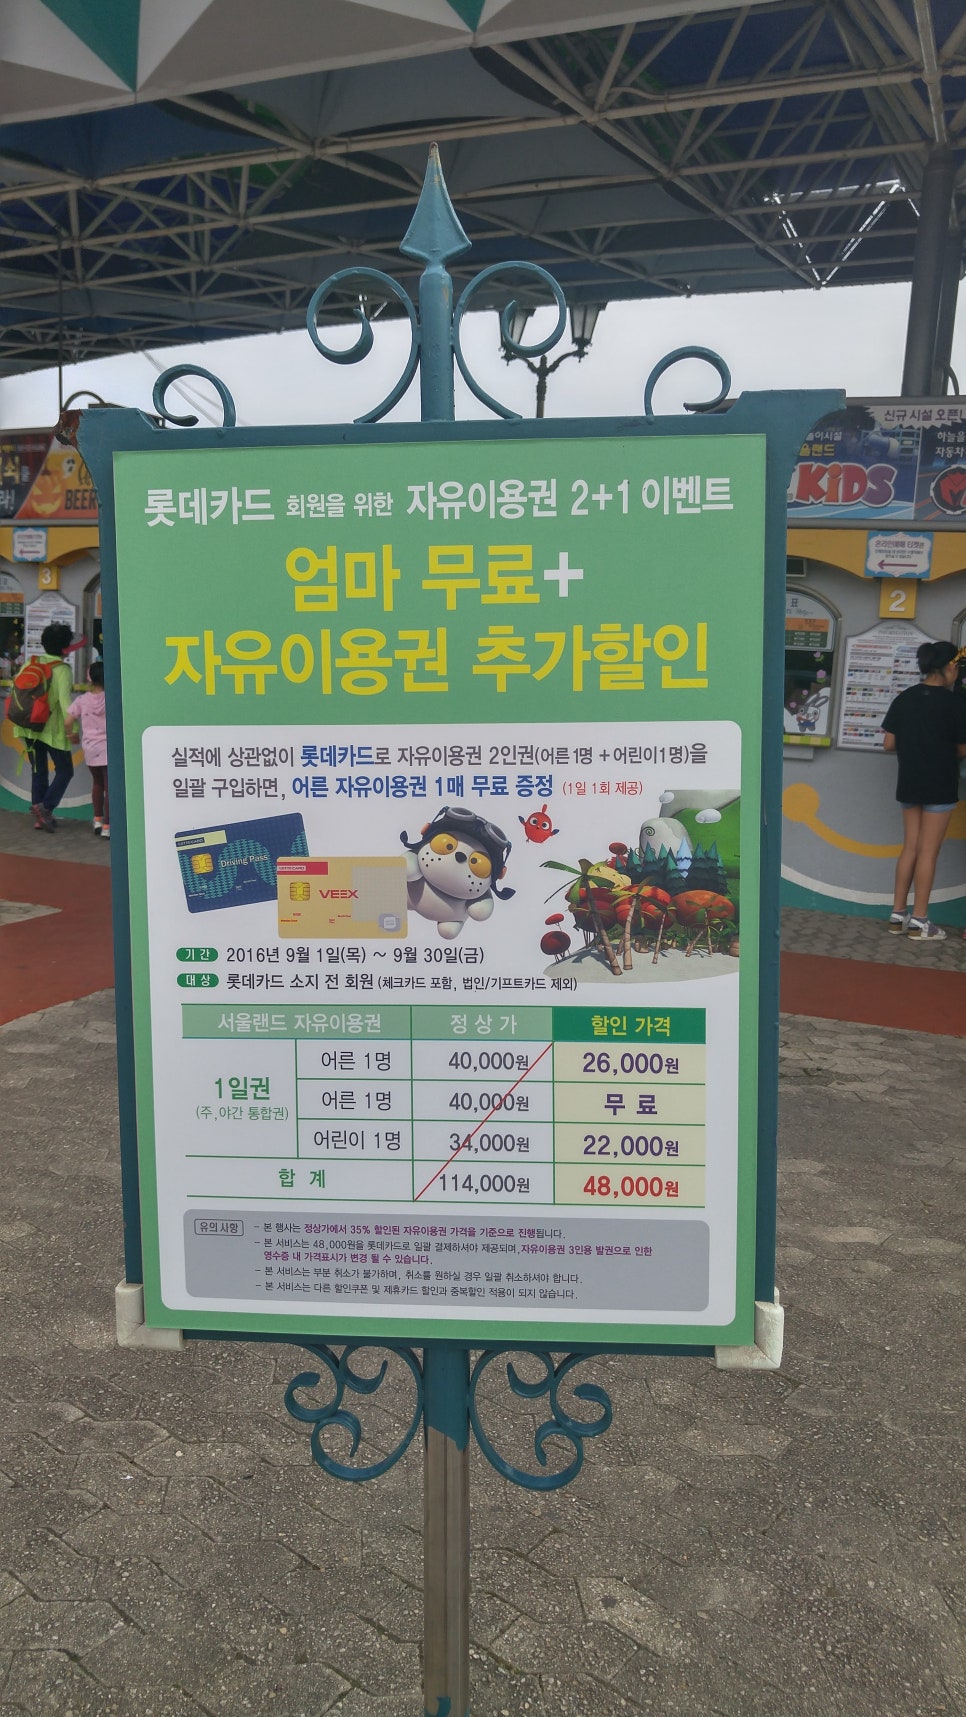 롯데카드 회원을 위한 자유이용권 2+1 이벤트
엄마 무료+
자유이용권 추가할인
실적에 상관없이 롯데카드로 자유이용권 2인권(어른 1명 + 어린이1명)을
일괄 구입하면, 어른 자유이용권 1매 무료 증정 (1일 1회 제공)
Driving Pass
VEEX
기간 2016년 9월 1일(목) ~ 9월 30일(금)
대상 롯데카드 소지 전 회원 (체크카드 포함, 법인/기프트카드 제외)
서울랜드 자유이용권 정상가 할인 가격
1일권
(주,야간 통합권)
어른 1명 40,000원 26,000원
어른 1명 40,000원 무료
어린이 1명 34,000원 22,000원
합 계 114,000원 48,000원
유의사항
- 본 행사는 정상가에서 35% 할인된 자유이용권 가격을 기준으로 진행됩니다.
- 본 서비스는 48,000원을 롯데카드로 일괄 결제하셔야 제공되며,자유이용권 3인용 발권으로 인한
영수증 내 가격표시가 변경 될 수 있습니다.
- 본 서비스는 부분 취소가 불가하며, 취소를 원하실 경우 일괄 취소하셔야 합니다.
- 본 서비스는 다른 할인쿠폰 및 제휴카드 할인과 중복할인 적용이 되지 않습니다.
BEER
3
신규 시설 오픈!
하늘을
자동차
KiDS
2